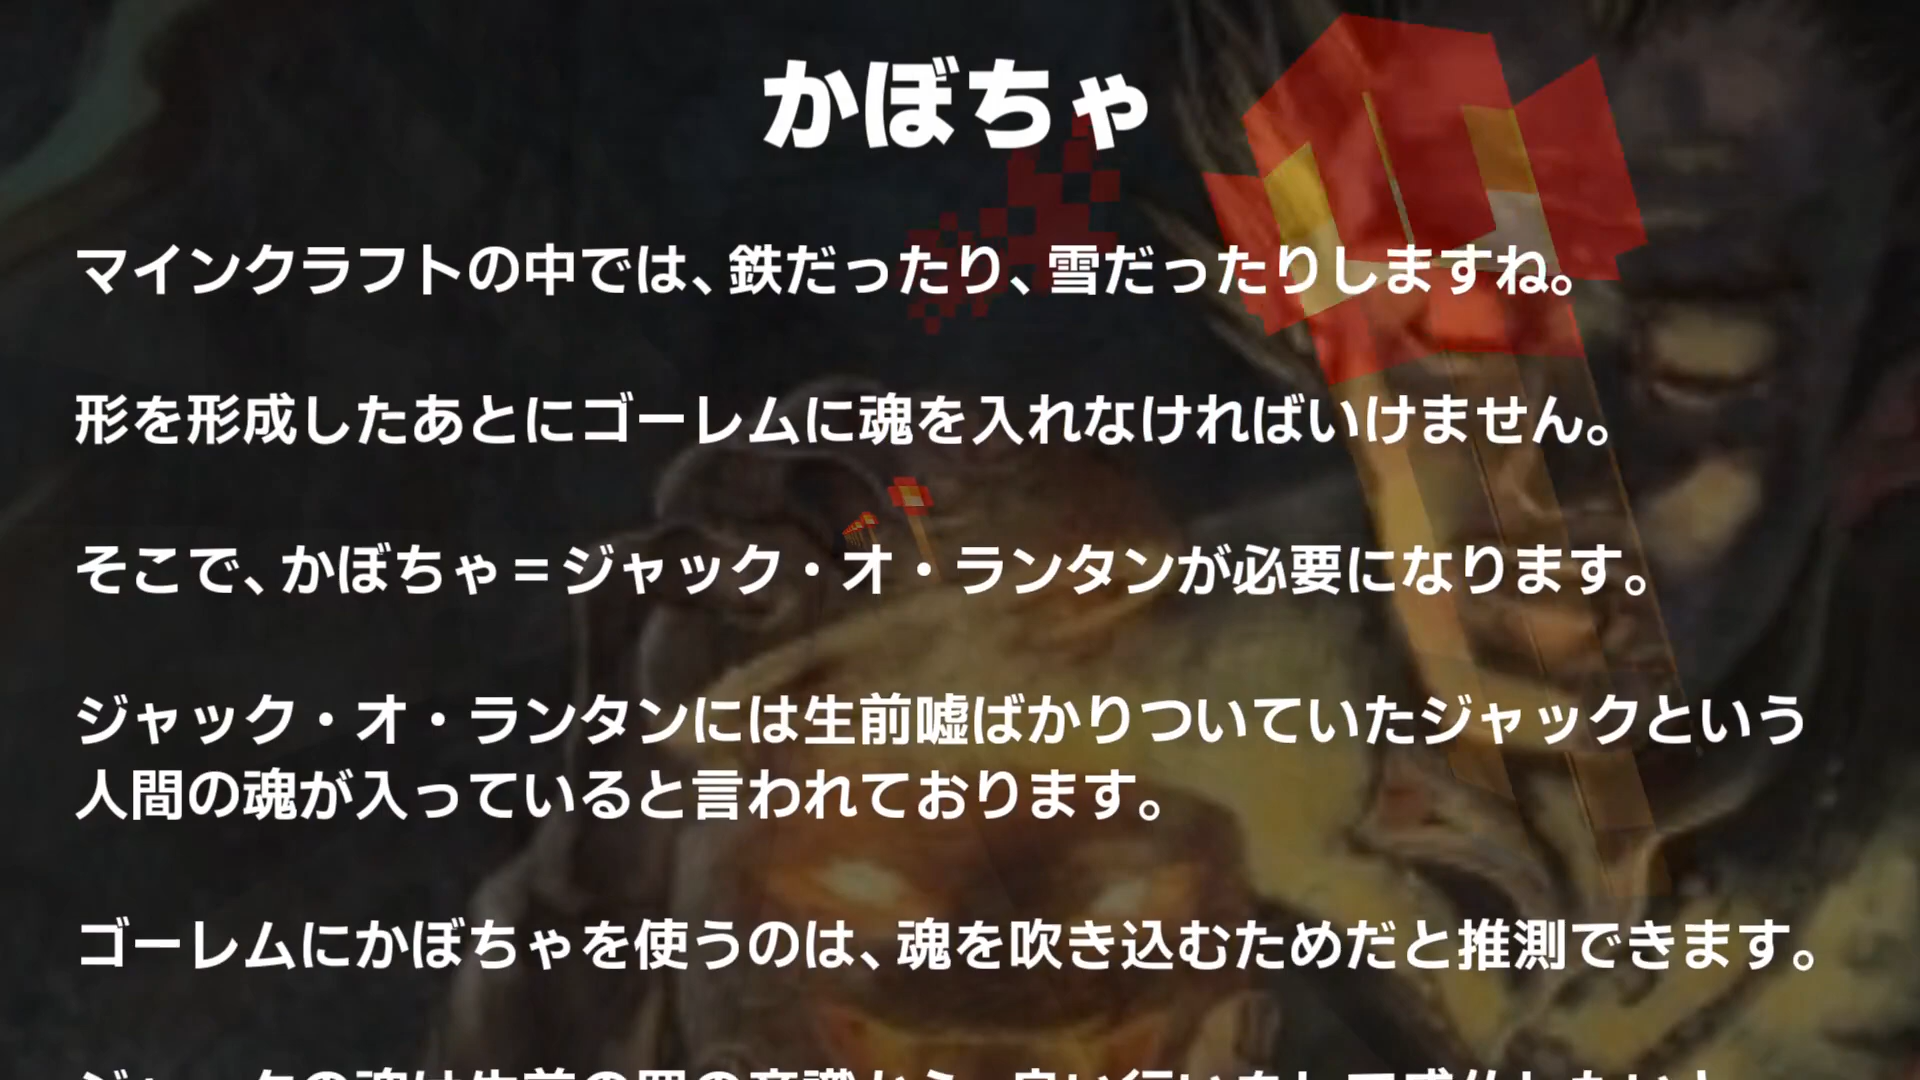 かぼちゃ
マインクラフトの中では、鉄だったり、雪だったりしますね。
形を形成したあとにゴーレムに魂を入れなければいけません。
そこで、かぼちゃ＝ジャック・オ・ランタンが必要になります。
ジャック・オ・ランタンには生前嘘ばかりついていたジャックという
人間の魂が入っていると言われております。
ゴーレムにかぼちゃを使うのは、魂を吹き込むためだと推測できます。